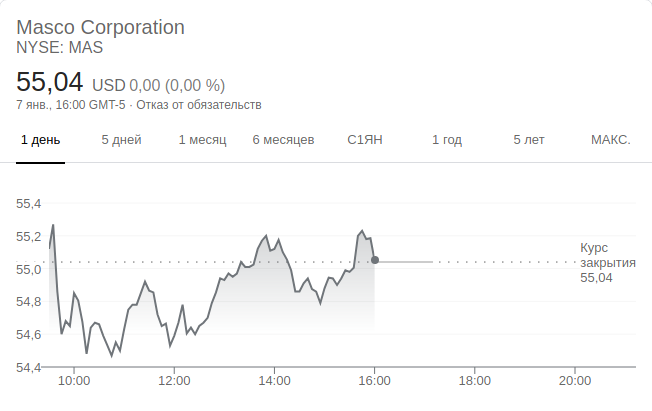 Masco Corporation
NYSE: MAS
55,04 USD 0,00 (0,00 %)
7 янв., 16:00 GMT-5 · Отказ от обязательств
1 день 5 дней 1 месяц 6 месяцев С1ЯН 1 год 5 лет МАКС.
55,4
55,2
55,0
54,8
54,6
54,4
Курс
закрытия
55,04
10:00 12:00 14:00 16:00 18:00 20:00